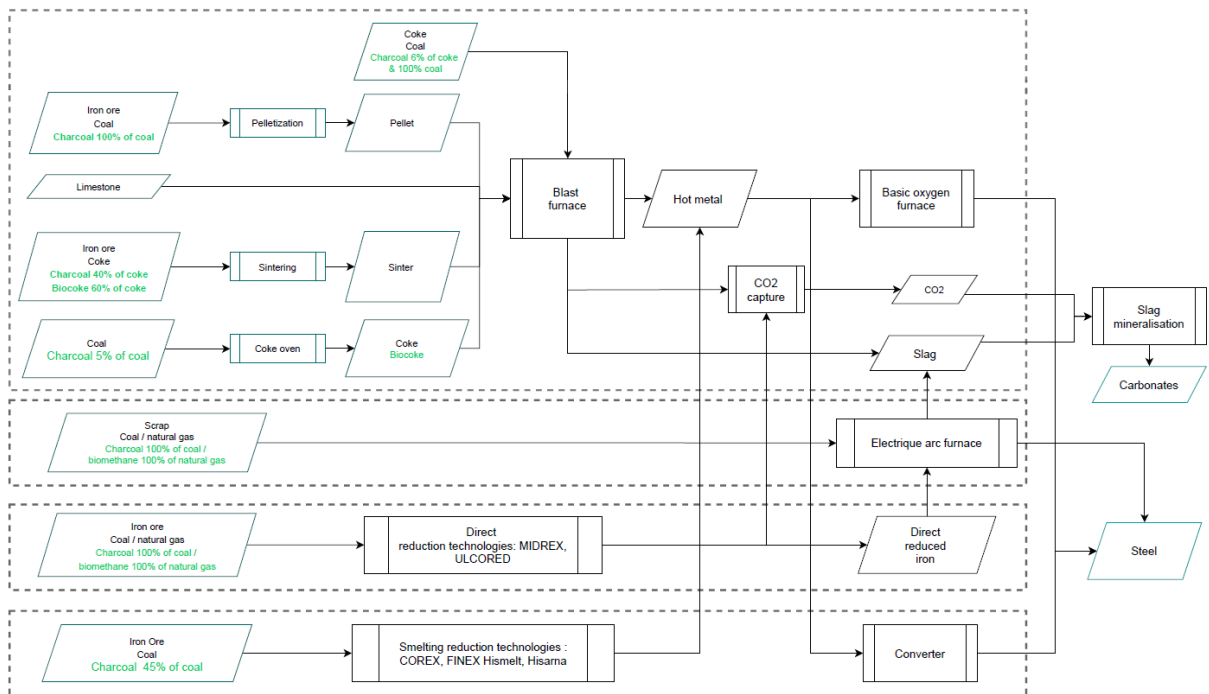 Coke
Coal
Charcoal 6% of coke
& 100% coal
Iron ore
Coal
Charcoal 100% of coal
Pelletization
Pellet
Limestone
Blast
furnace
Hot metal
Basic oxygen
furnace
Iron ore
Coke
Charcoal 40% of coke
Biocoke 60% of coke
Sintering
Sinter
CO2
capture
CO2
Slag
mineralisation
Coal
Charcoal 5% of coal
Coke oven
Coke
Biocoke
Slag
Carbonates
Scrap
Coal / natural gas
Charcoal 100% of coal /
biomethane 100% of natural gas
Electrique arc furnace
Iron ore
Coal / natural gas
Charcoal 100% of coal /
biomethane 100% of natural gas
Direct
reduction technologies: MIDREX,
ULCORED
Direct
reduced
iron
Steel
Iron Ore
Coal
Charcoal 45% of coal
Smelting reduction technologies :
COREX, FINEX Hismelt, Hisarna
Converter